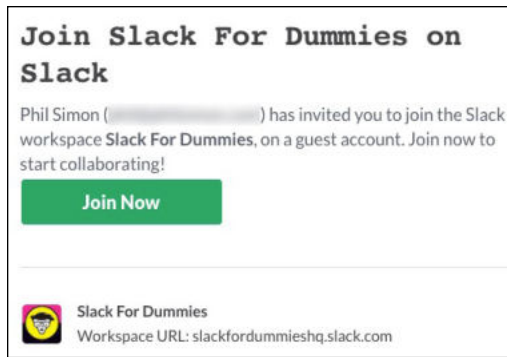 Join Slack For Dummies on
Slack
Phil Simon ( ) has invited you to join the Slack
workspace Slack For Dummies, on a guest account. Join now to
start collaborating!
Join Now
Slack For Dummies
Workspace URL: slackfordummieshq.slack.com